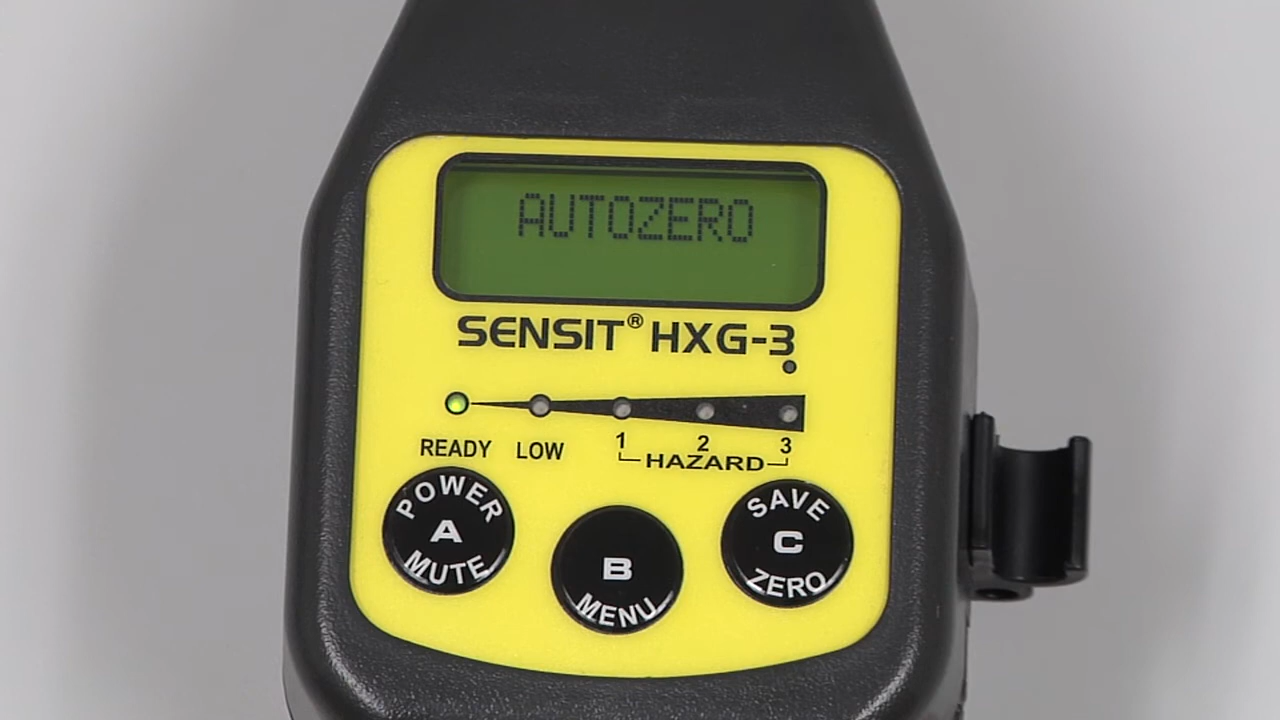 AUTOZERO
SENSIT® HXG-3
READY LOW 1 2 3
HAZARD
POWER A MUTE
B MENU
SAVE C ZERO